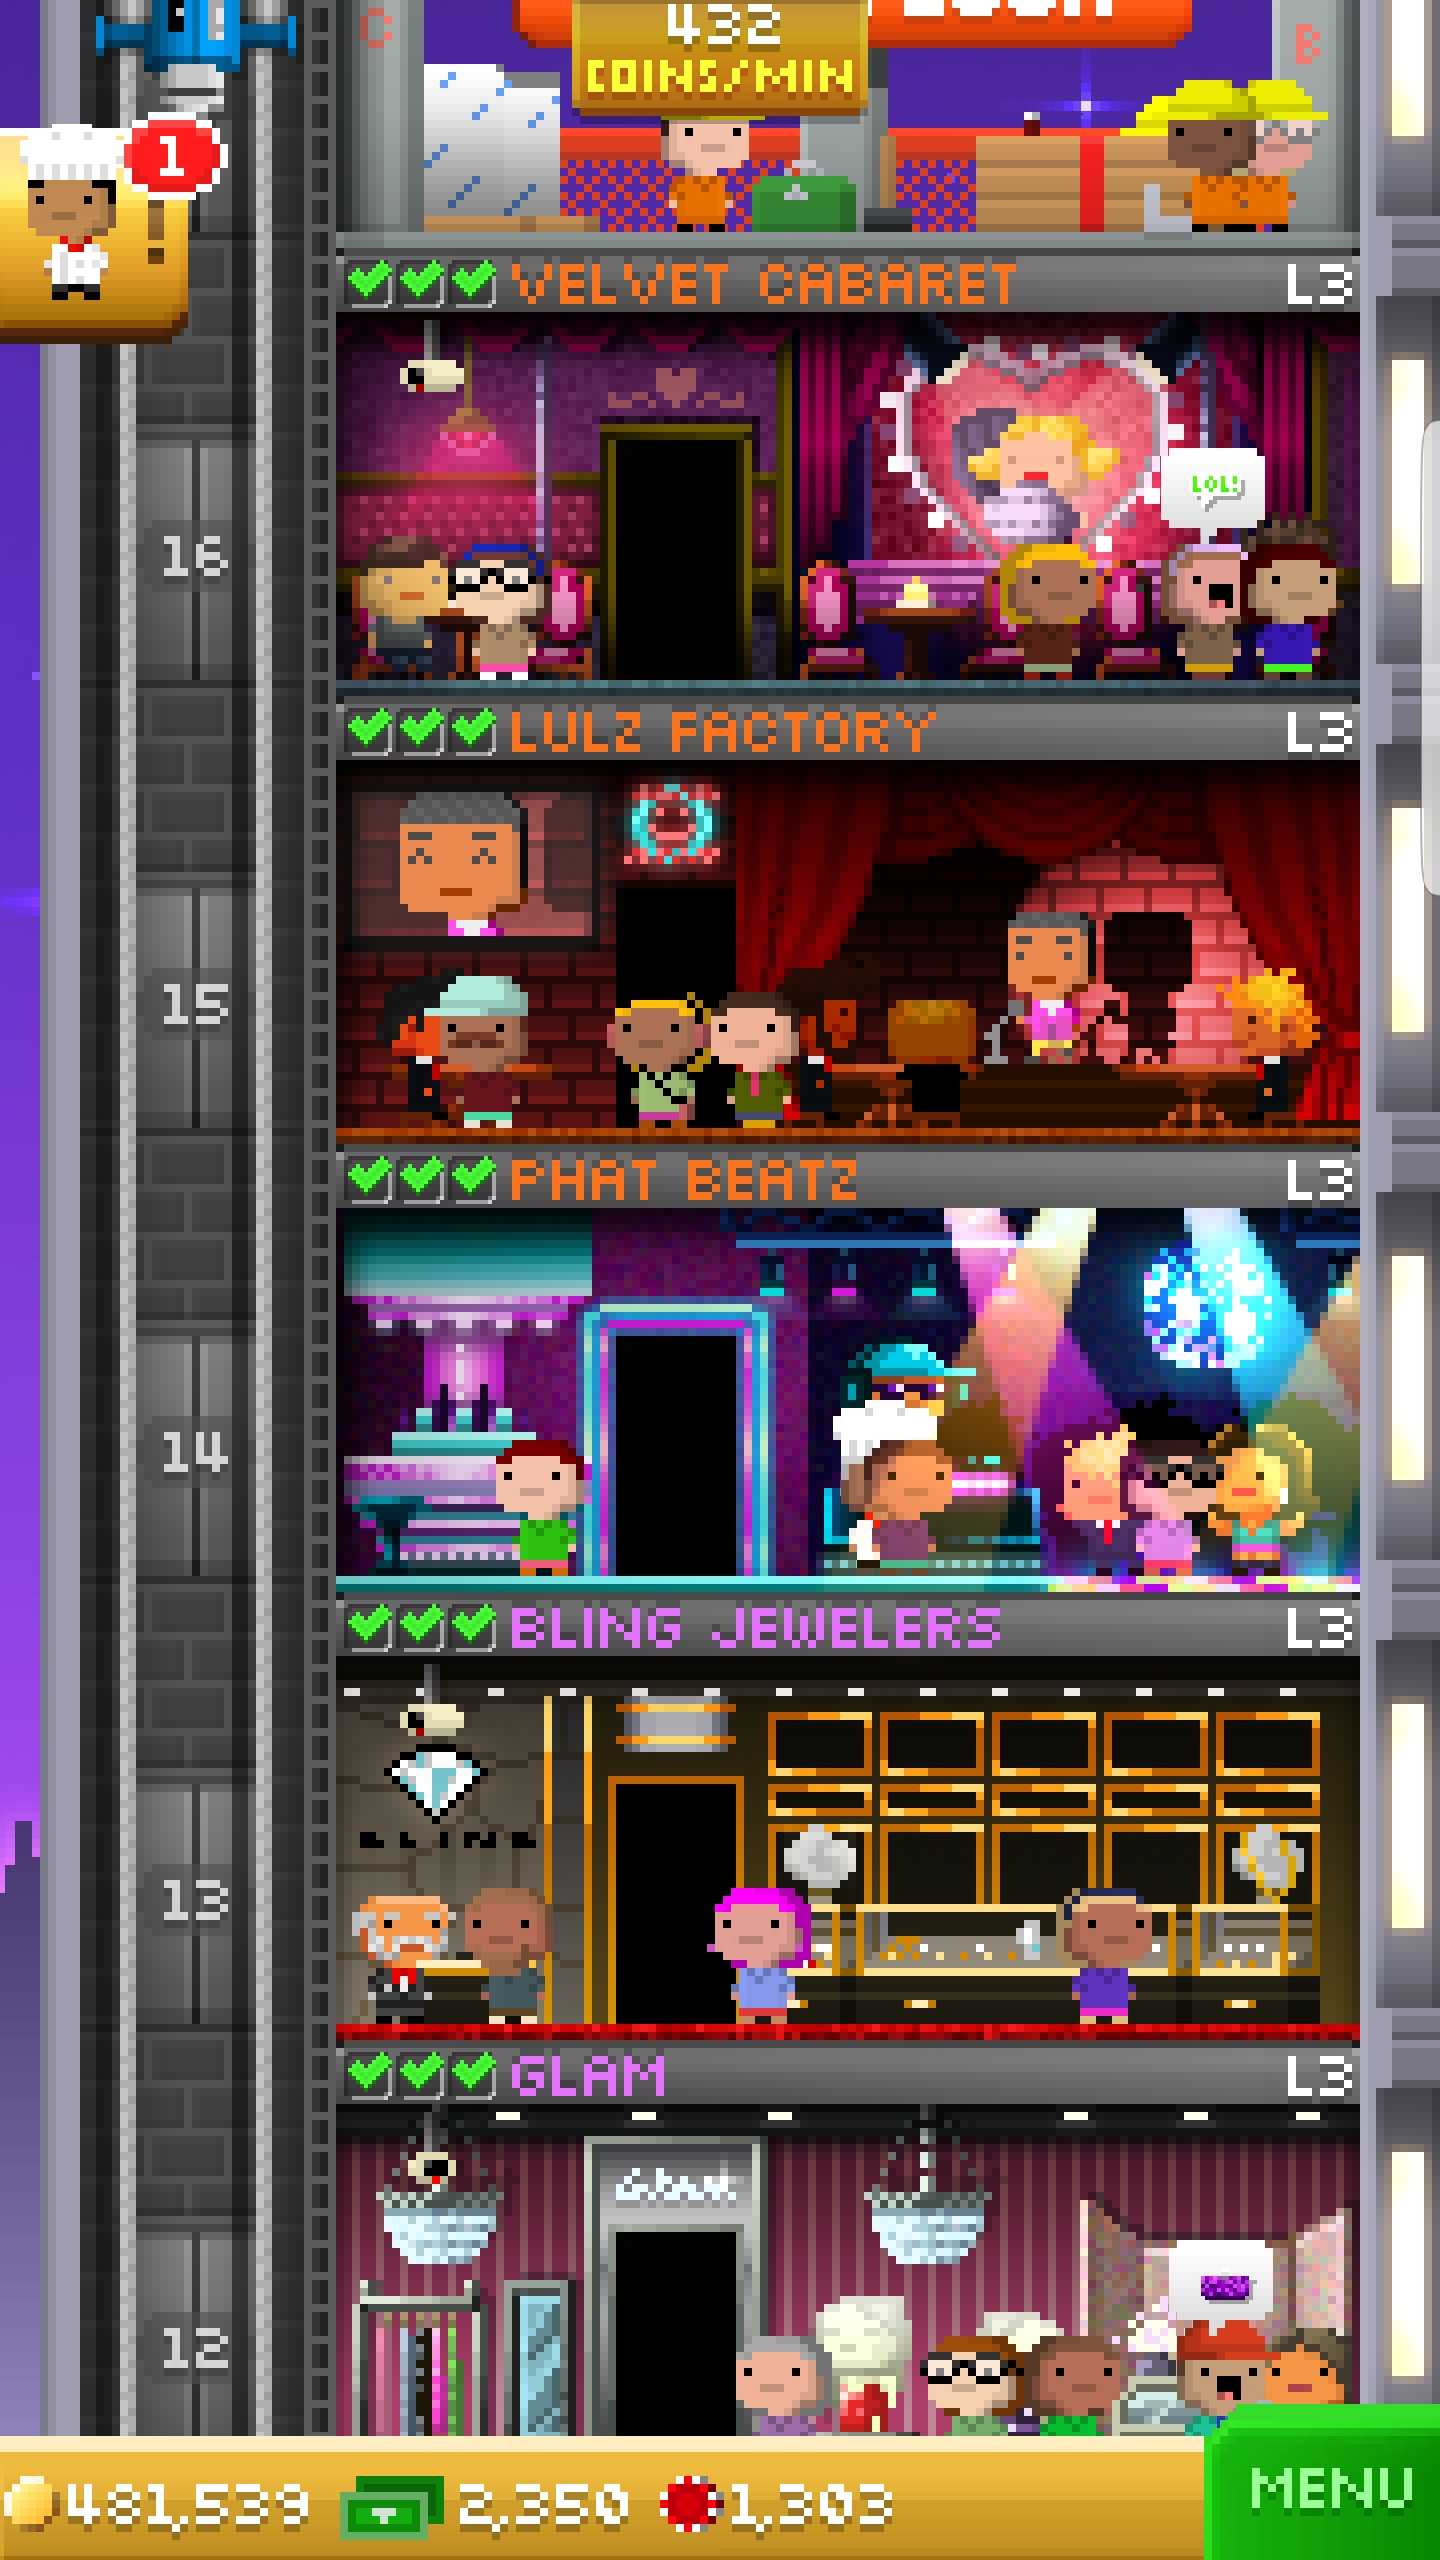 C
432
COINS/MIN
B
1
VELVET CABARET L3
LOL!
16
LULZ FACTORY L3
15
PHAT BEATZ L3
14
BLING JEWELERS L3
BLING
13
GLAM L3
Glam
12
481,539 2,350 1,303
MENU